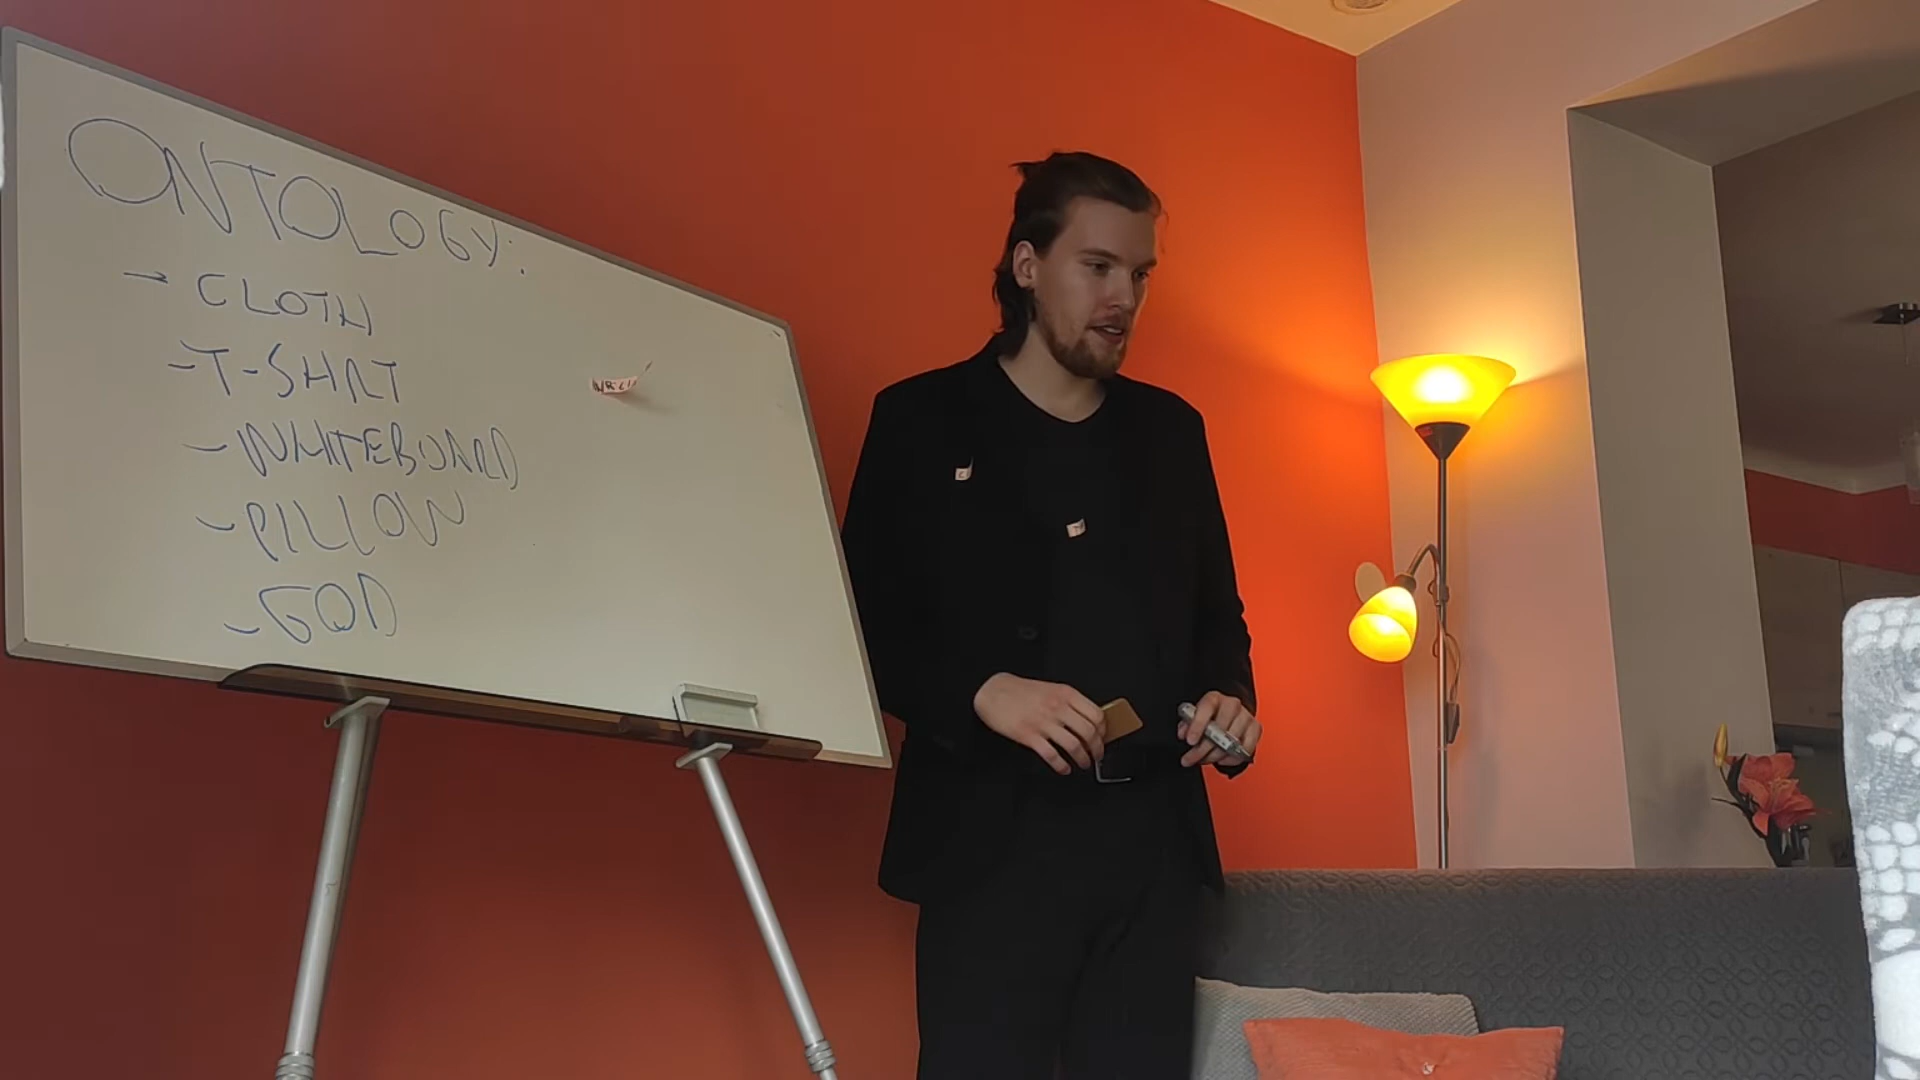 ONTOLOGY:
→ CLOTH
- T-SHIRT
- WHITEBOARD
- PILLOW
- GOD